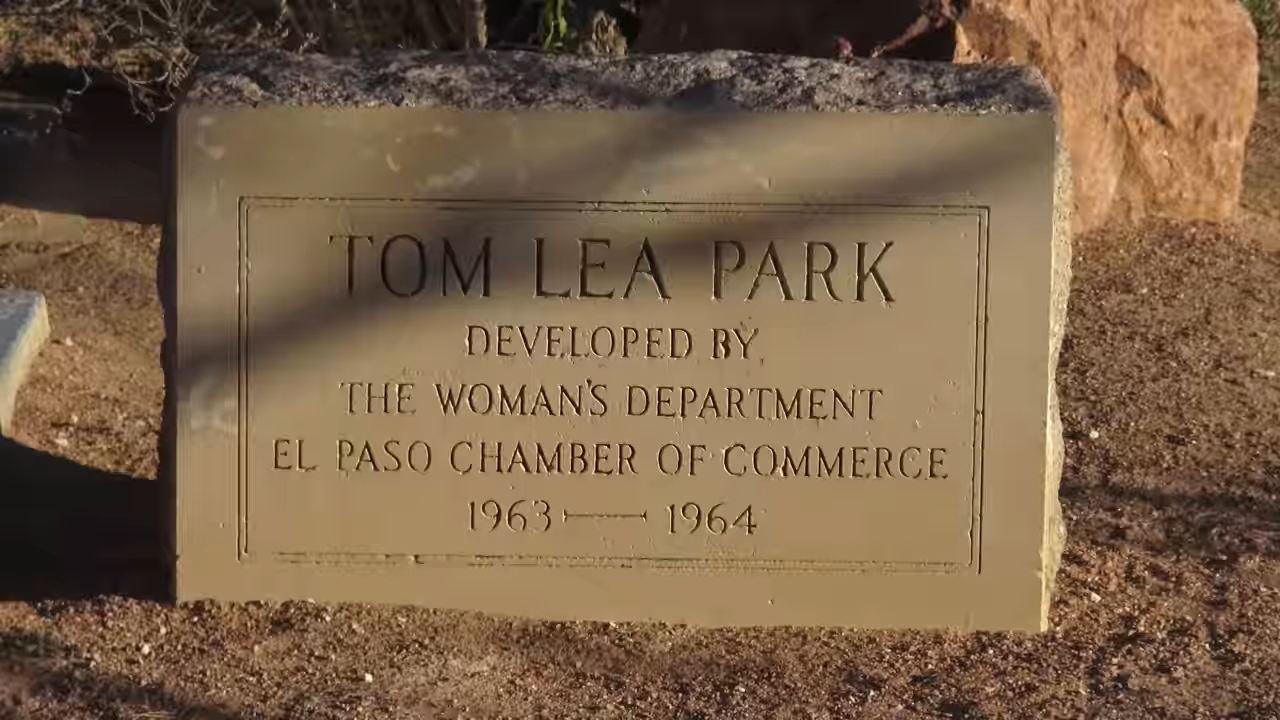 TOM LEA PARK
DEVELOPED BY
THE WOMAN'S DEPARTMENT
EL PASO CHAMBER OF COMMERCE
1963 — 1964